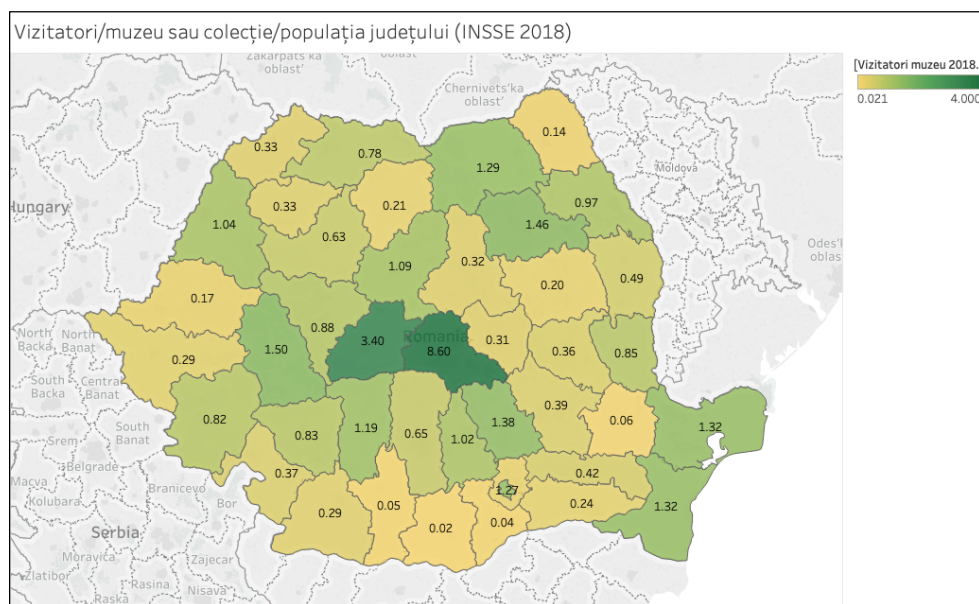 Vizitatori/muzeu sau colecție/populația județului (INSSE 2018)
[Vizitatori muzeu 2018.
0.021 4.000
Zakarpats'ka
oblast'
oblast'
Chernivets'ka
oblast'
0.14
0.33
0.78
1.29
Moldova
Hungary
0.33
0.21
0.97
1.04
1.46
0.63
Odes'k
oblast
1.09
0.32
0.49
0.20
0.17
0.88
North
Backa
North
Banat
Romania
3.40
8.60
0.31
1.50
0.36
0.85
0.29
South
Backa
Central
Banat
0.39
0.06
0.82
1.19
1.38
1.32
South
Banat
0.83
0.65
1.02
Srem
Belgrade
0.37
0.42
Macva
Kolubara
Branicevo
Bor
1.27
0.05
0.24
1.32
0.29
0.02
0.04
Serbia
Moravica
Zajecar
Zlatibor
Rasina
Nisava
Raska